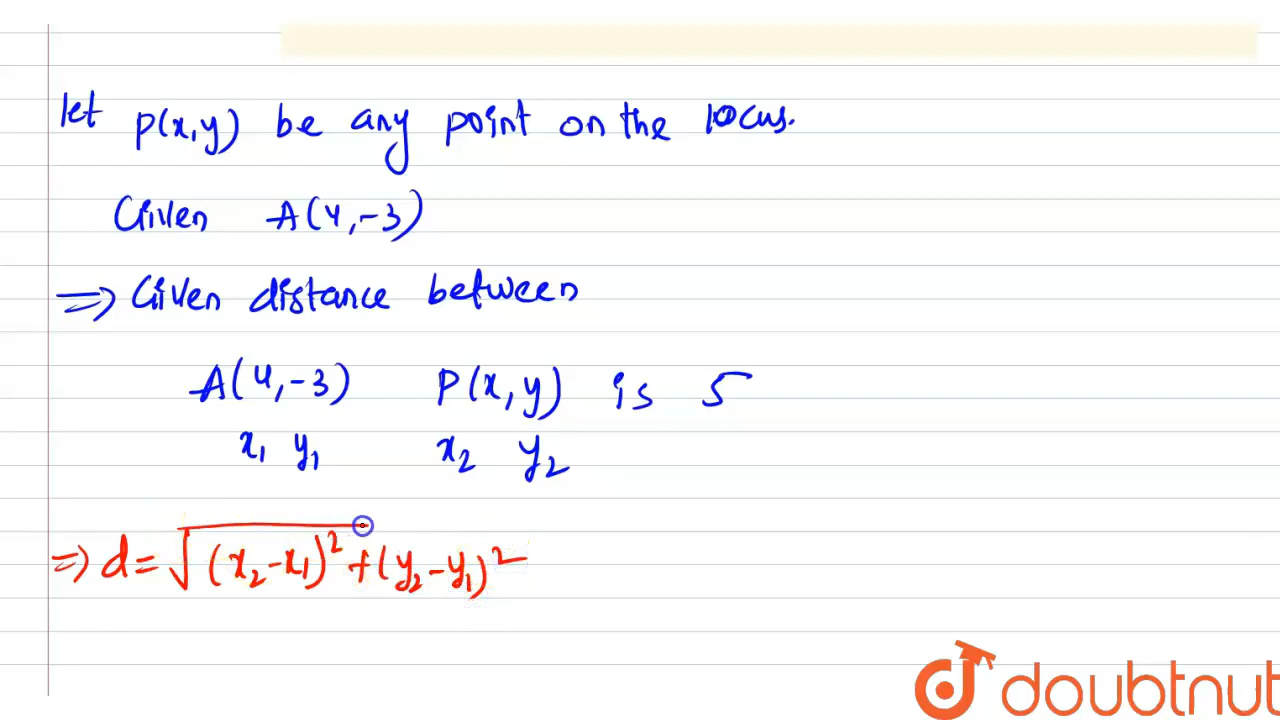 let P(x,y) be any point on the locus.
Given A(4,-3)
⇒ Given distance between
A(4,-3) P(x,y) is 5
x₁ y₁ x₂ y₂
⇒ d=√(x₂-x₁)²+(y₂-y₁)²
doubtnut